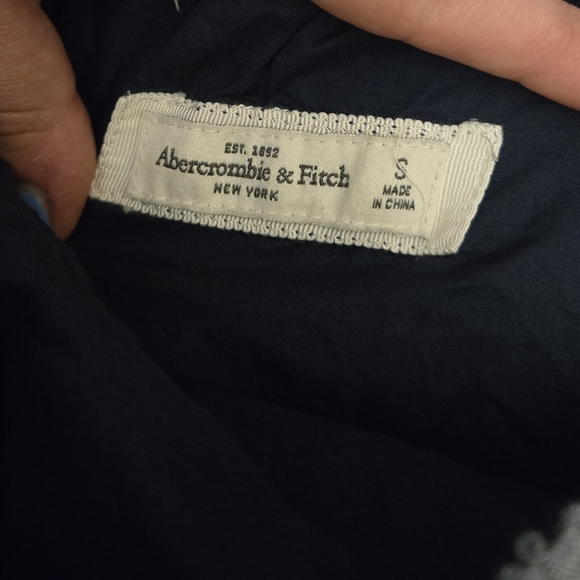 EST. 1892
Abercrombie & Fitch
NEW YORK
S
MADE
IN CHINA